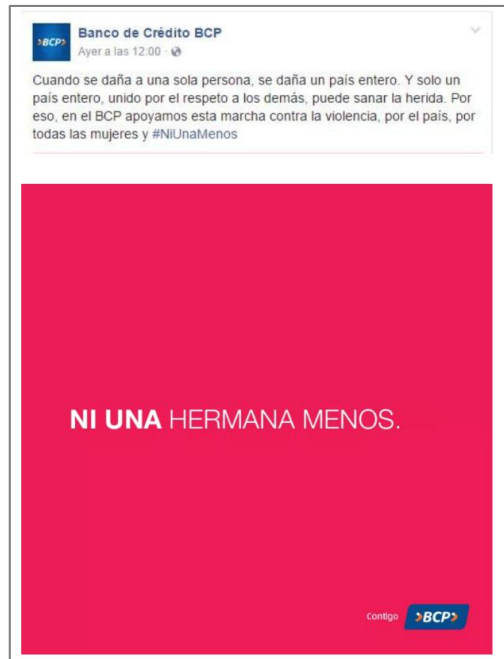 BCP
Banco de Crédito BCP
Ayer a las 12:00 ·
Cuando se daña a una sola persona, se daña un país entero. Y solo un
país entero, unido por el respeto a los demás, puede sanar la herida. Por
eso, en el BCP apoyamos esta marcha contra la violencia, por el país, por
todas las mujeres y #NiUnaMenos
NI UNA HERMANA MENOS.
Contigo BCP